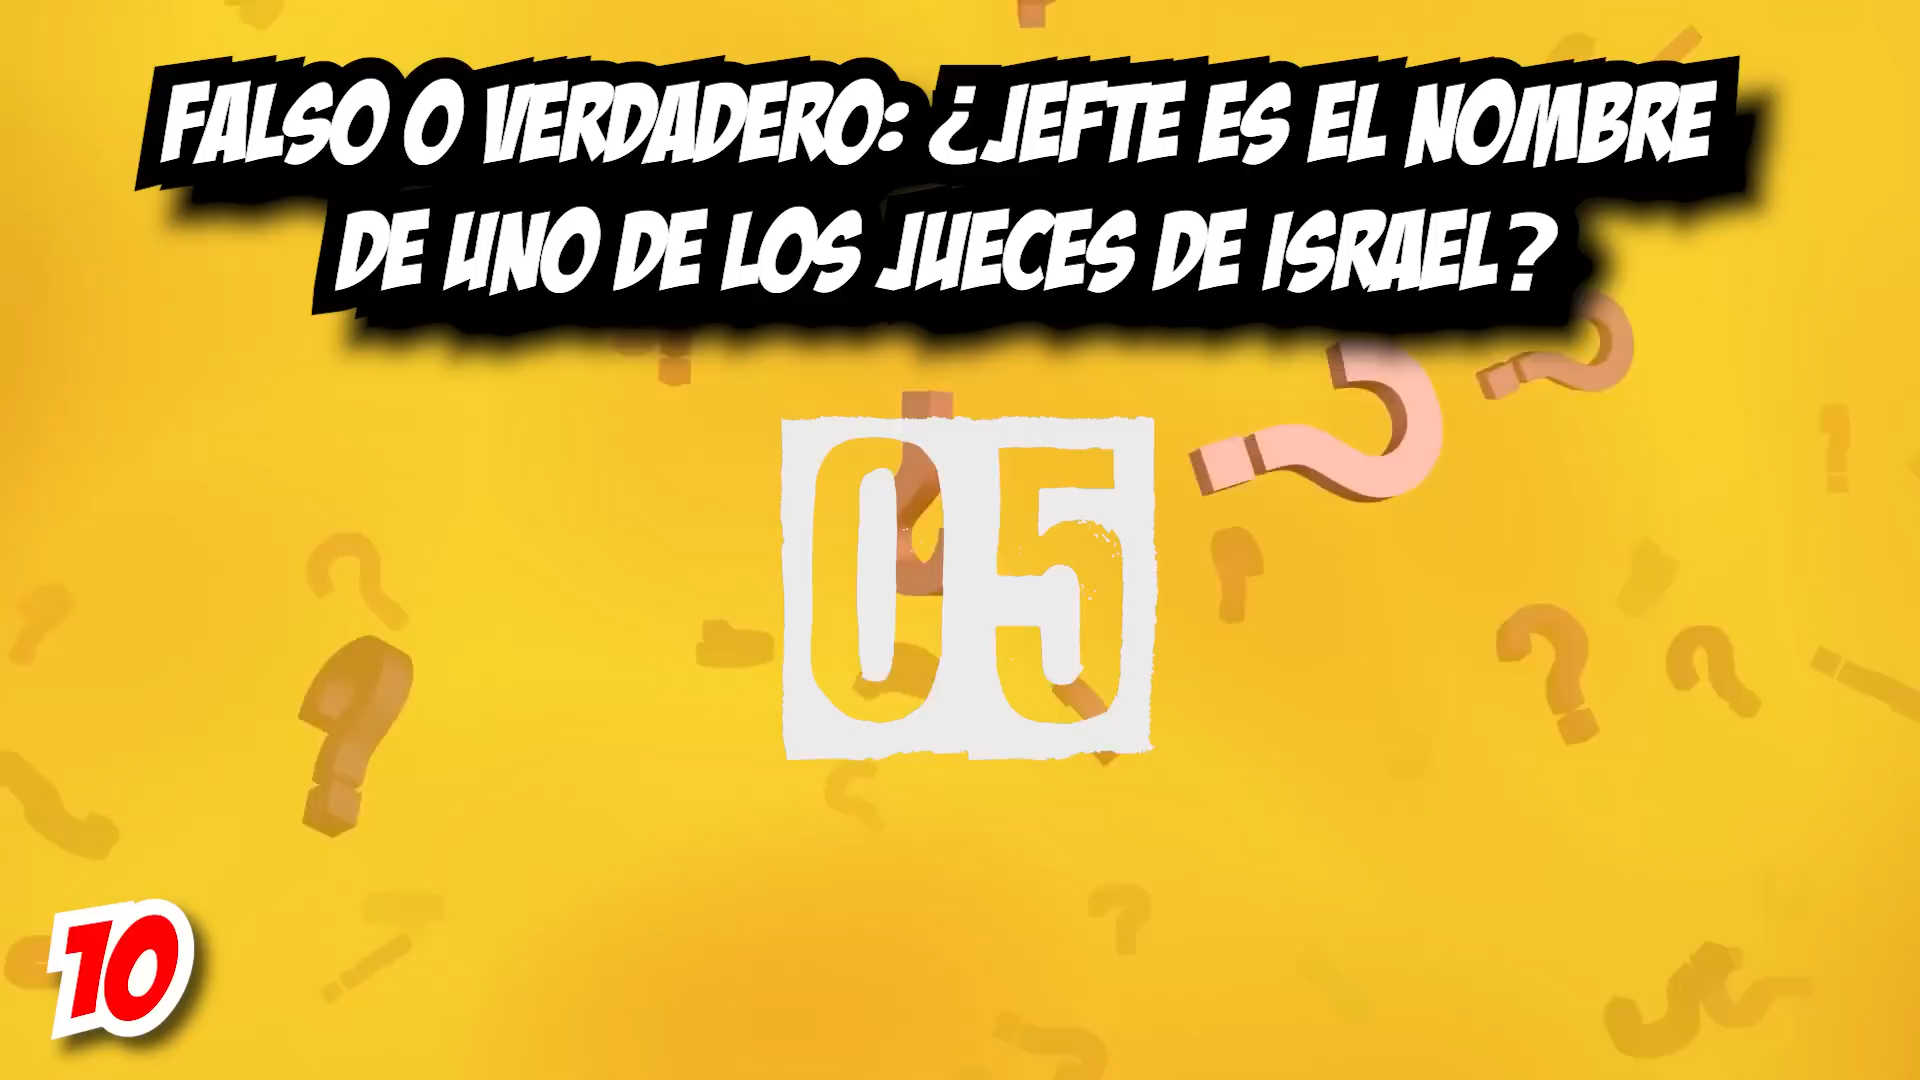 FALSO O VERDADERO: ¿JEFTE ES EL NOMBRE
DE UNO DE LOS JUECES DE ISRAEL?
05
10